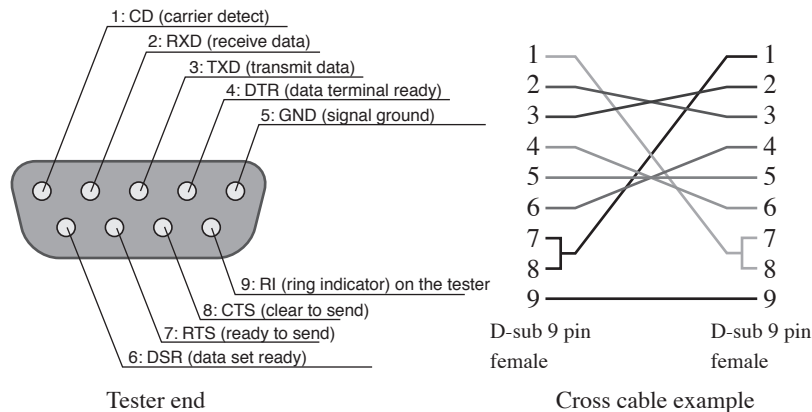 1: CD (carrier detect)
2: RXD (receive data)
3: TXD (transmit data)
4: DTR (data terminal ready)
5: GND (signal ground)
9: RI (ring indicator) on the tester
8: CTS (clear to send)
7: RTS (ready to send)
6: DSR (data set ready)
Tester end
1 1
2 2
3 3
4 4
5 5
6 6
7 7
8 8
9 9
D-sub 9 pin D-sub 9 pin
female female
Cross cable example